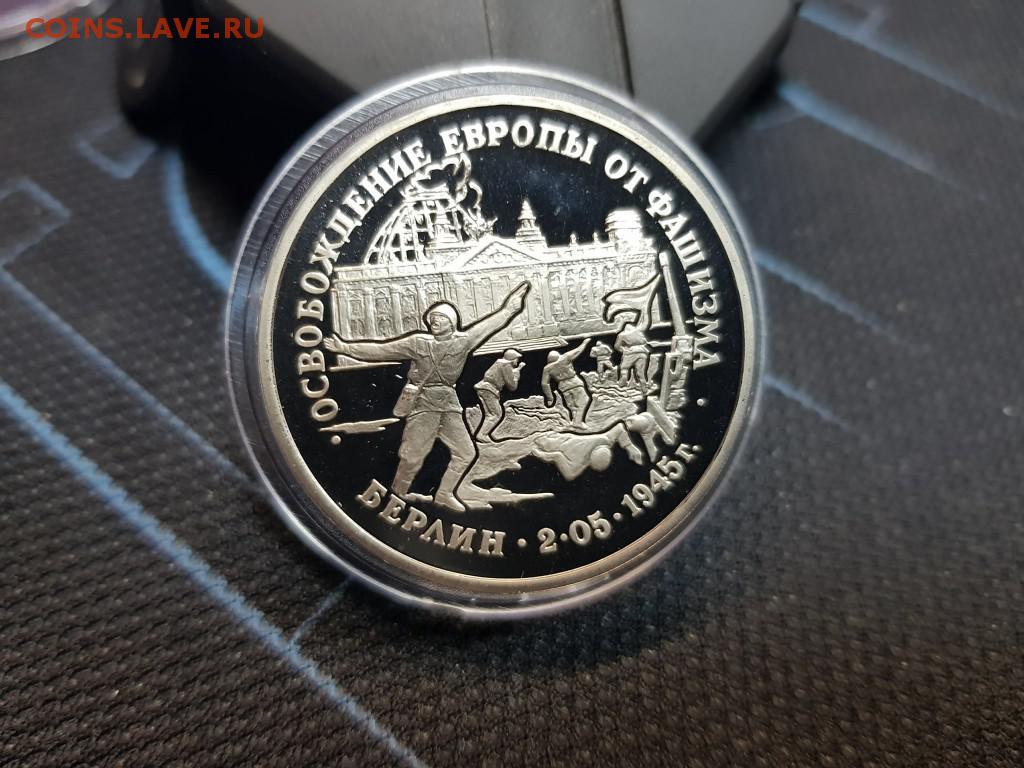 COINS.LAVE.RU
·ОСВОБОЖДЕНИЕ ЕВРОПЫ ОТ ФАШИЗМА·
БЕРЛИН·2·05·1945г.